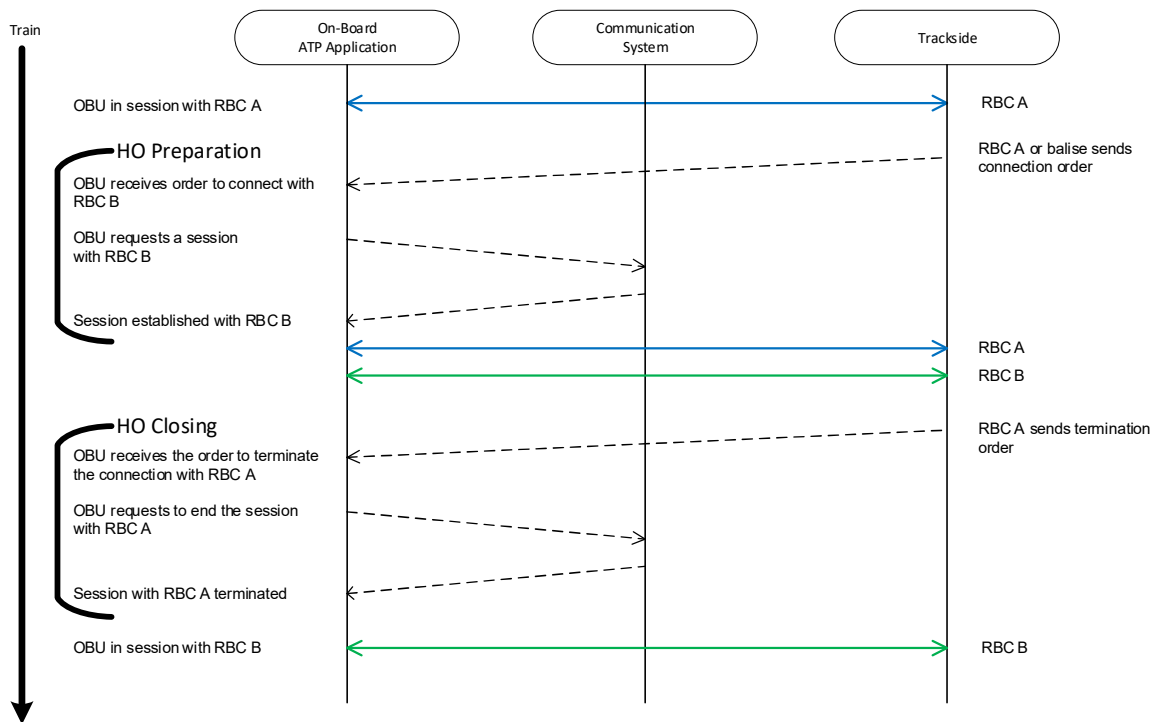 Train
On-Board
ATP Application
Communication
System
Trackside
OBU in session with RBC A
RBC A
HO Preparation
RBC A or balise sends
connection order
OBU receives order to connect with
RBC B
OBU requests a session
with RBC B
Session established with RBC B
RBC A
RBC B
HO Closing
RBC A sends termination
order
OBU receives the order to terminate
the connection with RBC A
OBU requests to end the session
with RBC A
Session with RBC A terminated
OBU in session with RBC B
RBC B